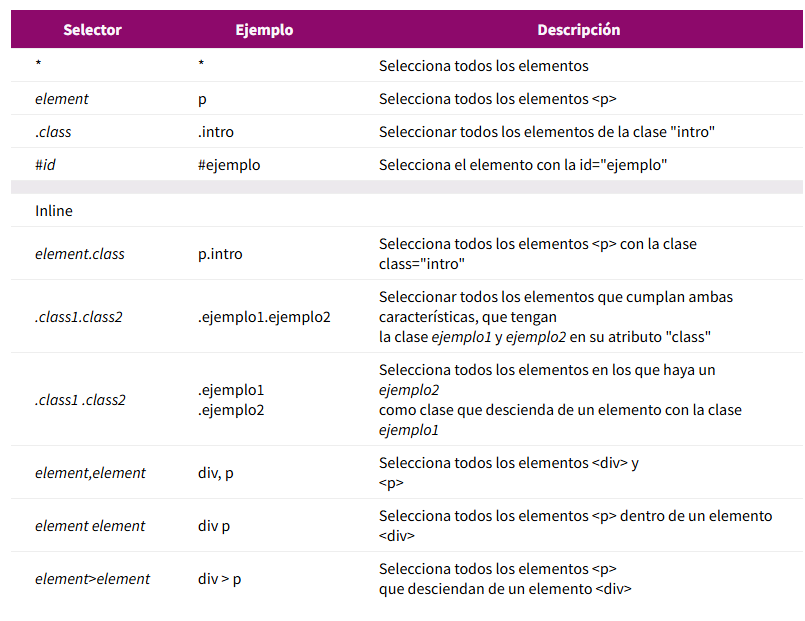 Selector Ejemplo Descripción
* * Selecciona todos los elementos
element p Selecciona todos los elementos <p>
.class .intro Seleccionar todos los elementos de la clase "intro"
#id #ejemplo Selecciona el elemento con la id="ejemplo"
Inline
element.class p.intro Selecciona todos los elementos <p> con la clase
class="intro"
.class1.class2 .ejemplo1.ejemplo2 Seleccionar todos los elementos que cumplan ambas
características, que tengan
la clase ejemplo1 y ejemplo2 en su atributo "class"
.class1 .class2 .ejemplo1
.ejemplo2 Selecciona todos los elementos en los que haya un
ejemplo2
como clase que descienda de un elemento con la clase
ejemplo1
element,element div, p Selecciona todos los elementos <div> y
<p>
element element div p Selecciona todos los elementos <p> dentro de un elemento
<div>
element>element div > p Selecciona todos los elementos <p>
que desciendan de un elemento <div>